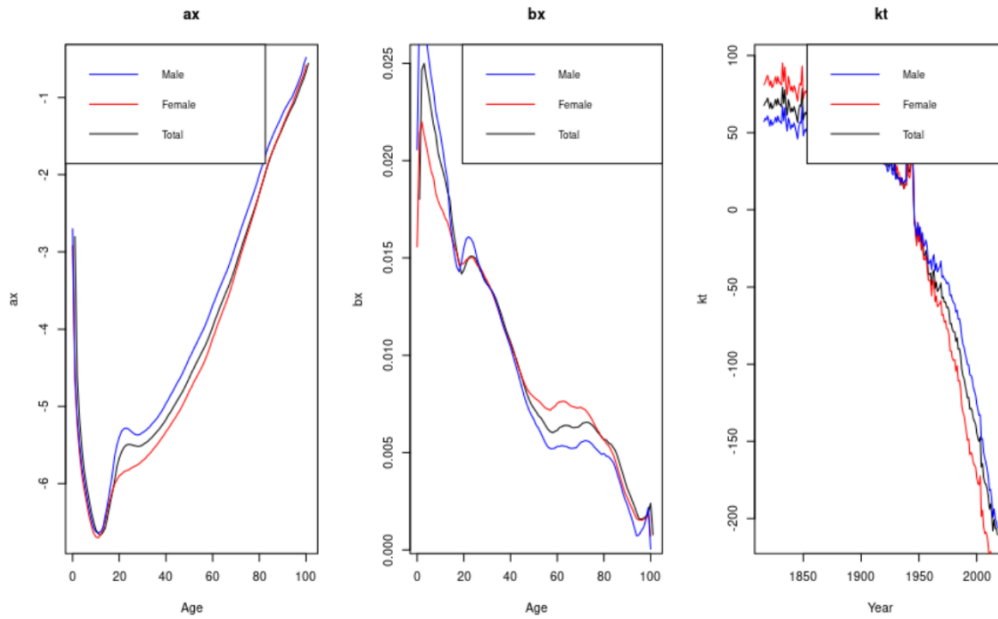 ax
Male
Female
Total
-1
-2
-3
-4
-5
-6
ax
0
20
40
60
80
100
Age
bx
Male
Female
Total
0.025
0.020
0.015
0.010
0.005
0.000
bx
0
20
40
60
80
100
Age
kt
Male
Female
Total
100
50
0
-50
-100
-150
-200
kt
1850
1900
1950
2000
Year